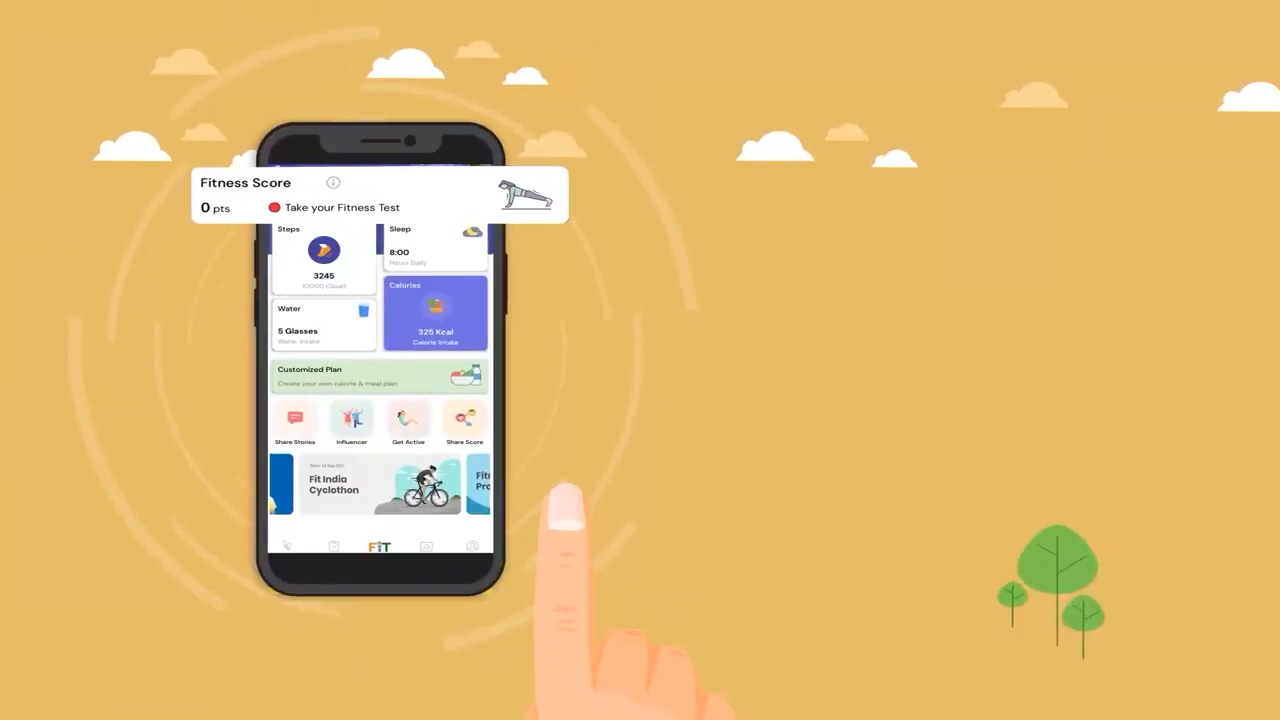 Fitness Score
0 pts
Take your Fitness Test
Steps
3245
10000 (Goal)
Sleep
8:00
Hours Daily
Water
5 Glasses
Water Intake
Calories
325 Kcal
Calorie Intake
Customized Plan
Create your own calorie & meal plan
Share Stories
Influencer
Get Active
Share Score
Fit India
Cyclothon
Fit
Pro
FiT